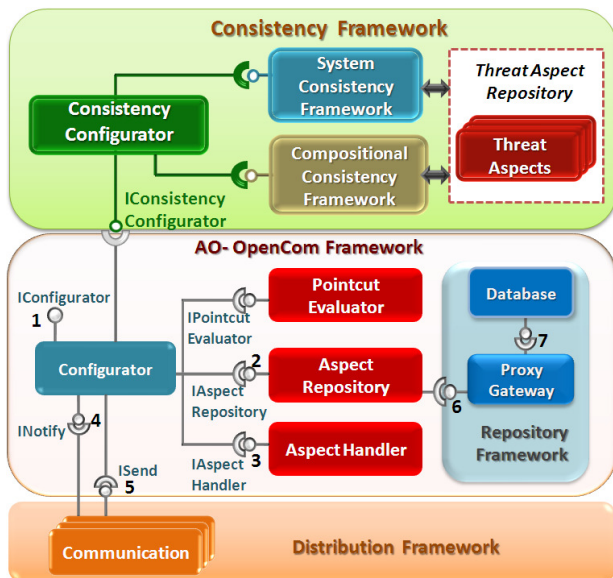 Consistency Framework
System
Consistency
Framework
Threat Aspect
Repository
Consistency
Configurator
Threat
Aspects
Compositional
Consistency
Framework
IConsistency
Configurator
AO- OpenCom Framework
IConfigurator
1
Pointcut
Evaluator
Database
IPointcut
Evaluator
7
Configurator
2
Aspect
Repository
Proxy
Gateway
IAspect
Repository
6
4
INotify
Aspect Handler
Repository
Framework
3
IAspect
Handler
ISend
5
Communication
Distribution Framework